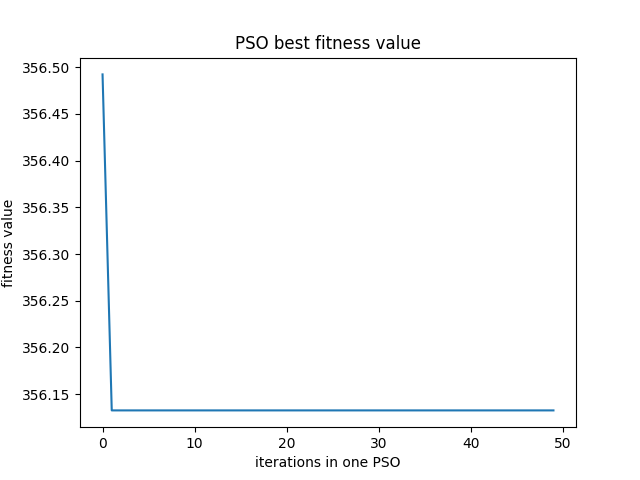 PSO best fitness value
356.50
356.45
356.40
356.35
356.30
356.25
356.20
356.15
fitness value
0 10 20 30 40 50
iterations in one PSO